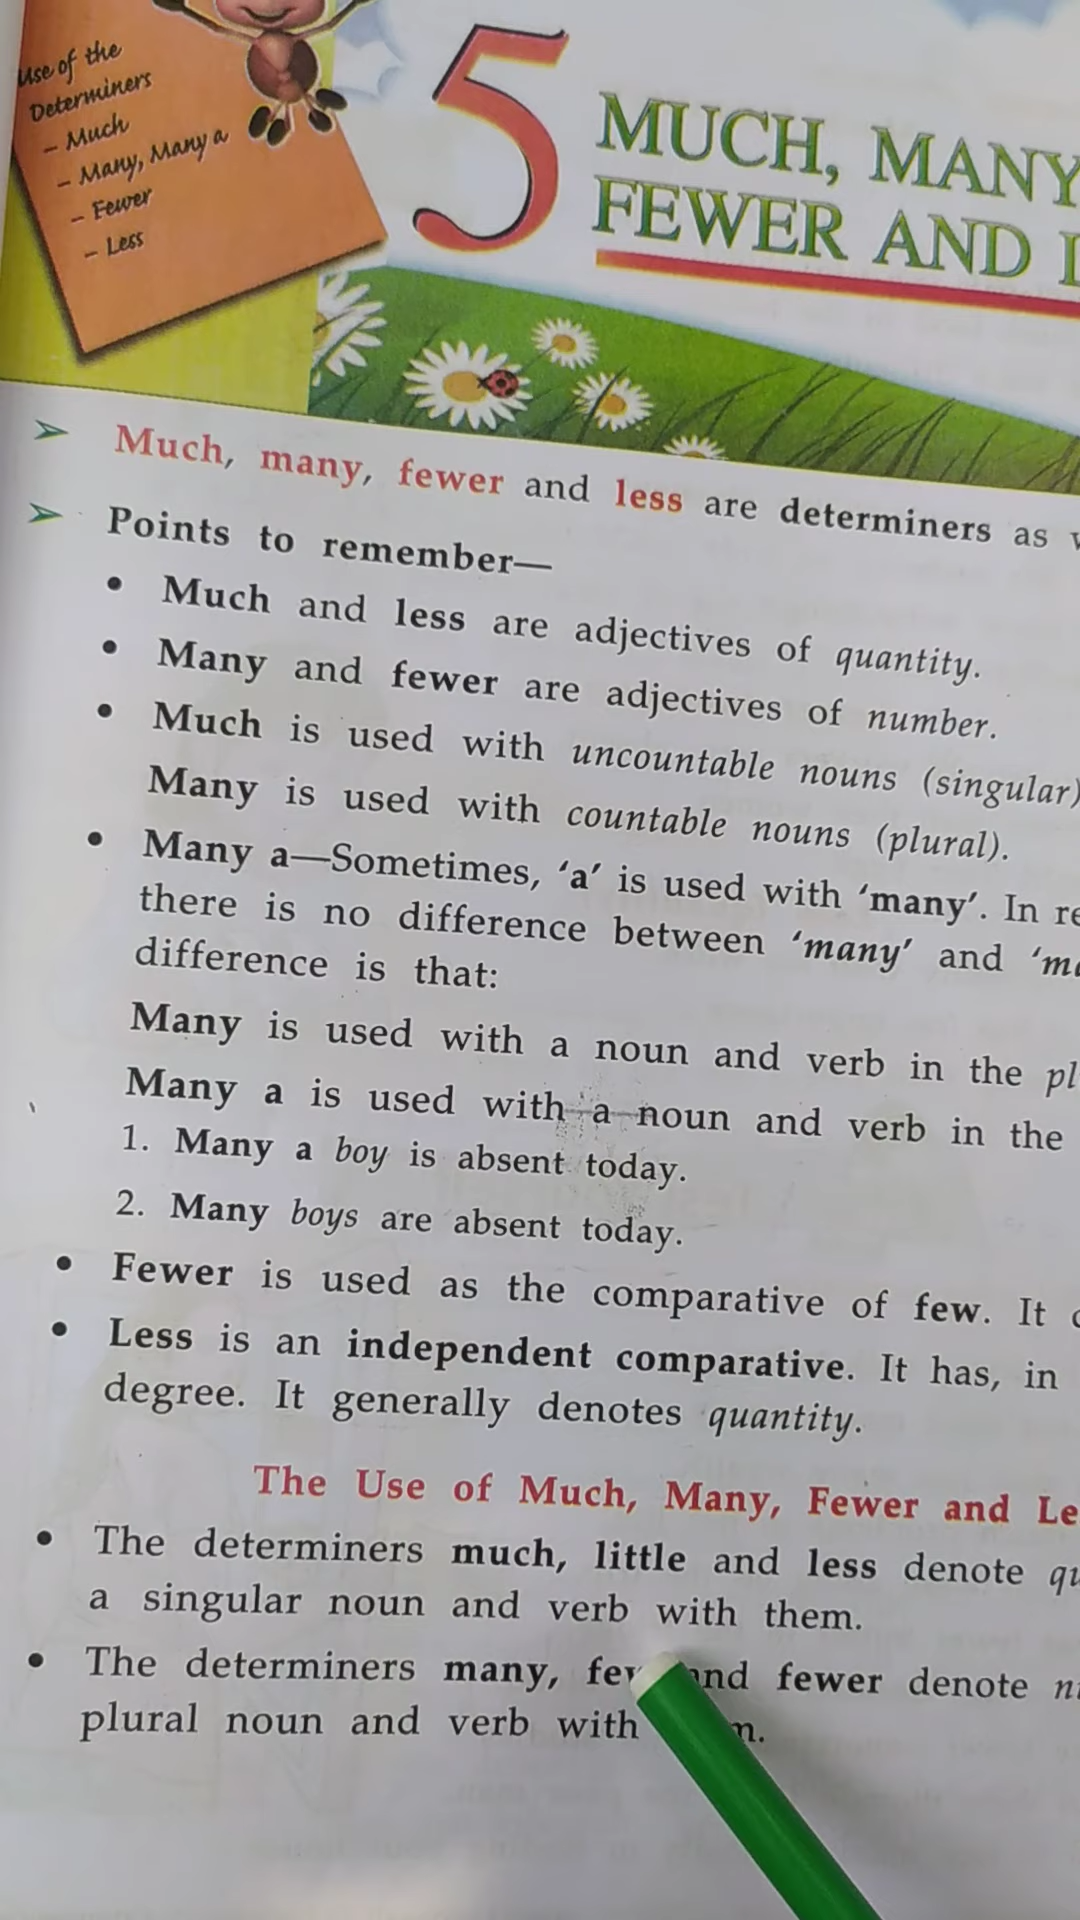 Use of the
Determiners
– Much
– Many, Many a
– Fewer
– Less
5
MUCH, MANY
FEWER AND
➢ Much, many, fewer and less are determiners as
➢ Points to remember—
• Much and less are adjectives of quantity.
• Many and fewer are adjectives of number.
• Much is used with uncountable nouns (singular)
Many is used with countable nouns (plural).
• Many a—Sometimes, ‘a’ is used with ‘many’. In
there is no difference between ‘many’ and
difference is that:
Many is used with a noun and verb in the
Many a is used with a noun and verb in the
1. Many a boy is absent today.
2. Many boys are absent today.
• Fewer is used as the comparative of few. It
• Less is an independent comparative. It has, in
degree. It generally denotes quantity.
The Use of Much, Many, Fewer and
• The determiners much, little and less denote
a singular noun and verb with them.
• The determiners many, and fewer denote
plural noun and verb with